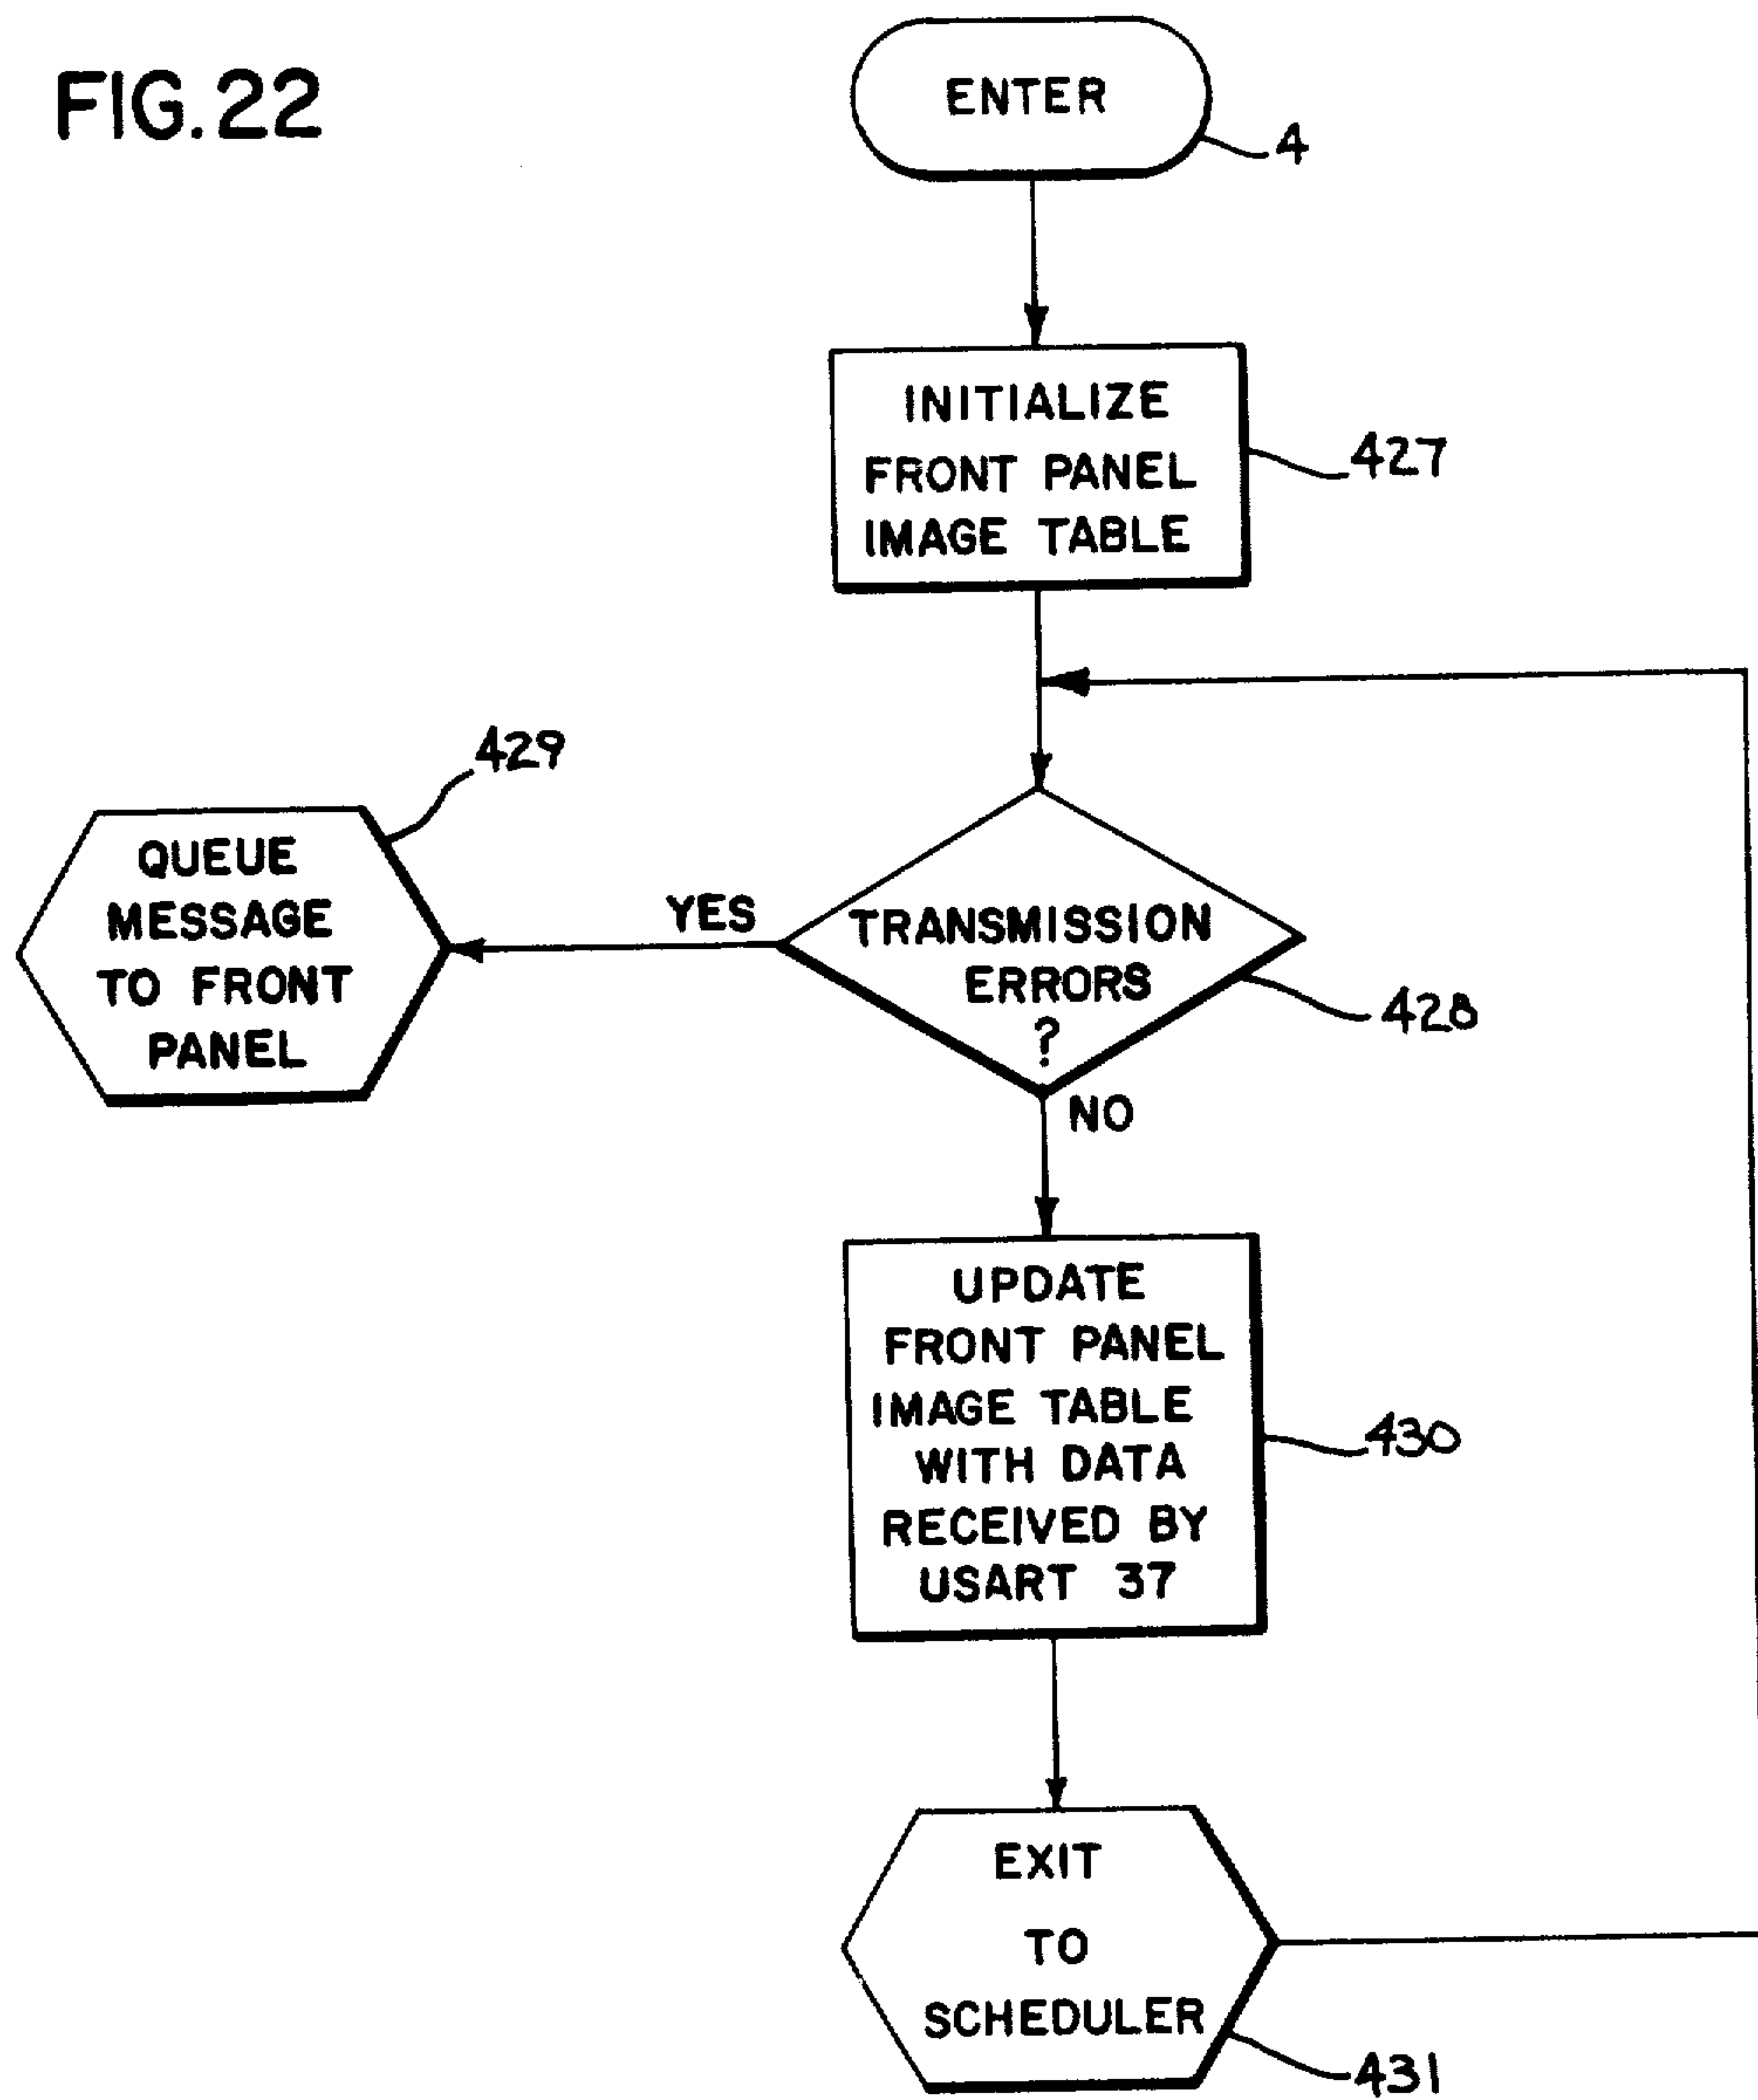 FIG.22
ENTER
4
INITIALIZE
FRONT PANEL
IMAGE TABLE
427
429
QUEUE
MESSAGE
TO FRONT
PANEL
YES
TRANSMISSION
ERRORS
?
428
NO
UPDATE
FRONT PANEL
IMAGE TABLE
WITH DATA
RECEIVED BY
USART 37
430
EXIT
TO
SCHEDULER
431